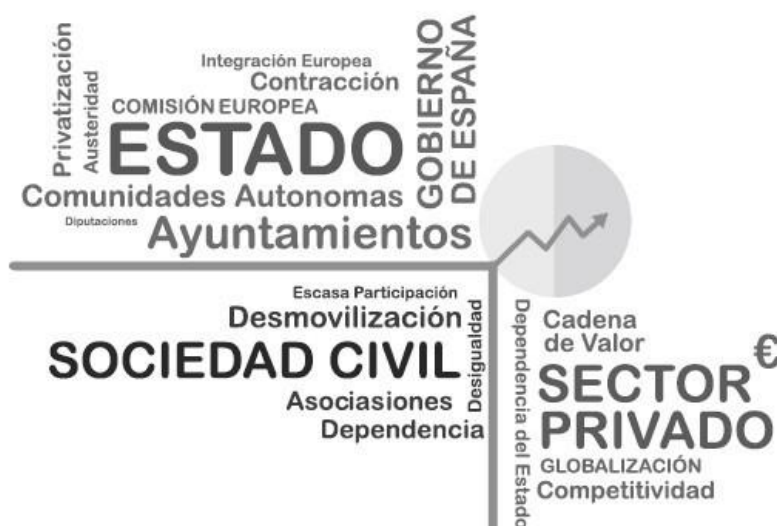 Privatización
Austeridad
Integración Europea
Contracción
COMISIÓN EUROPEA
ESTADO
GOBIERNO
DE ESPAÑA
Comunidades Autonomas
Diputaciones
Ayuntamientos
Escasa Participación
Desmovilización
SOCIEDAD CIVIL
Desigualdad
Asociasiones
Dependencia
Dependencia del Estado
Cadena
de Valor
€
SECTOR
PRIVADO
GLOBALIZACIÓN
Competitividad